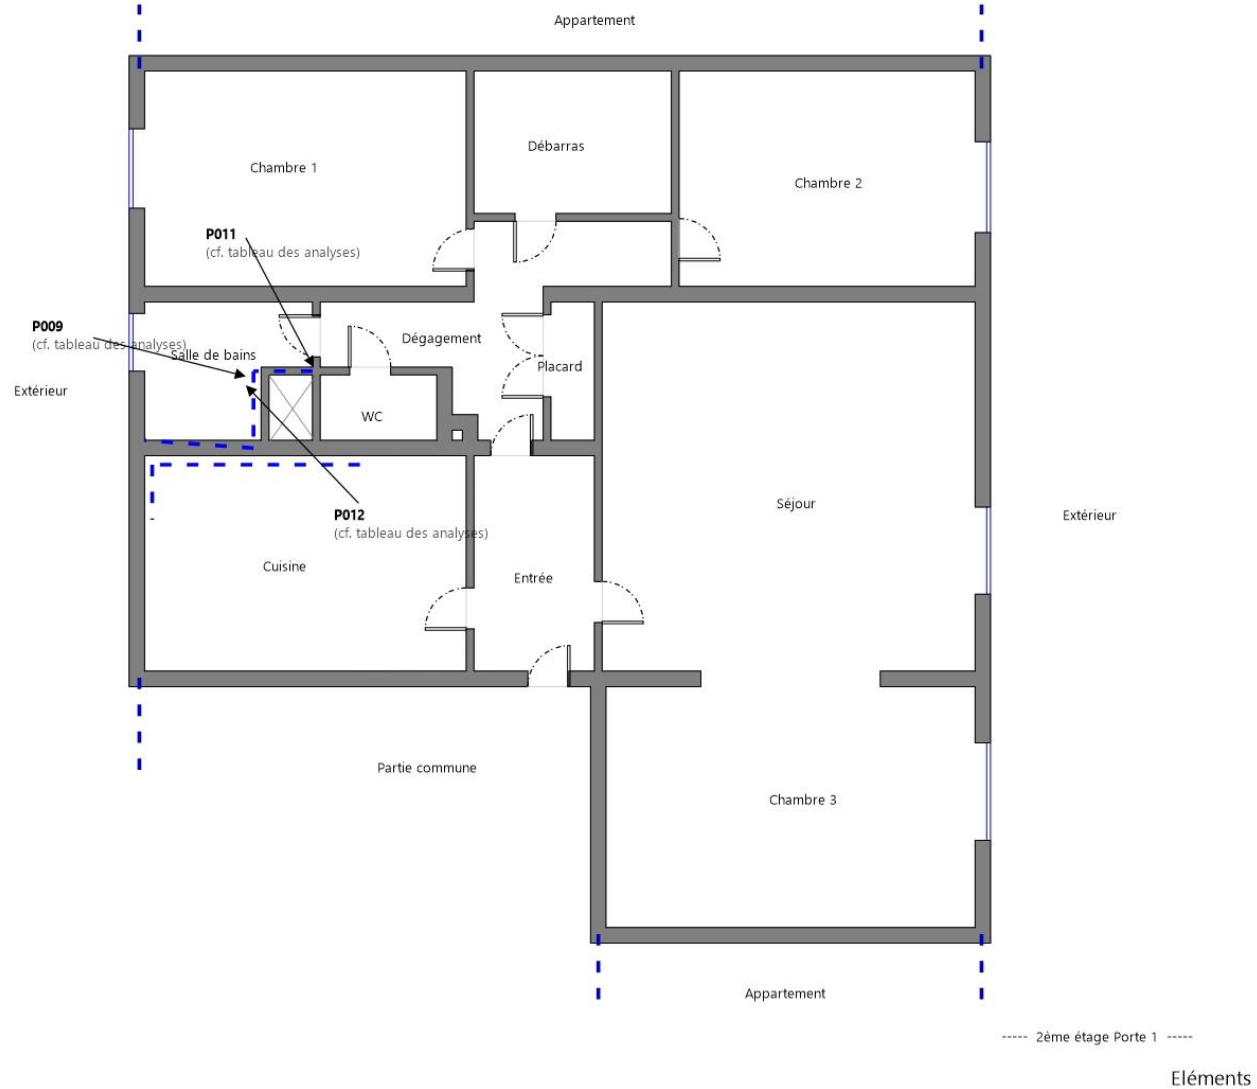 Appartement
Débarras
Chambre 1
Chambre 2
P011
(cf. tableau des analyses)
P009
(cf. tableau des analyses)
Dégagement
Salle de bains
Placard
Extérieur
WC
Séjour
P012
(cf. tableau des analyses)
Extérieur
Cuisine
Entrée
Partie commune
Chambre 3
Appartement
----- 2ème étage Porte 1 -----
Eléments